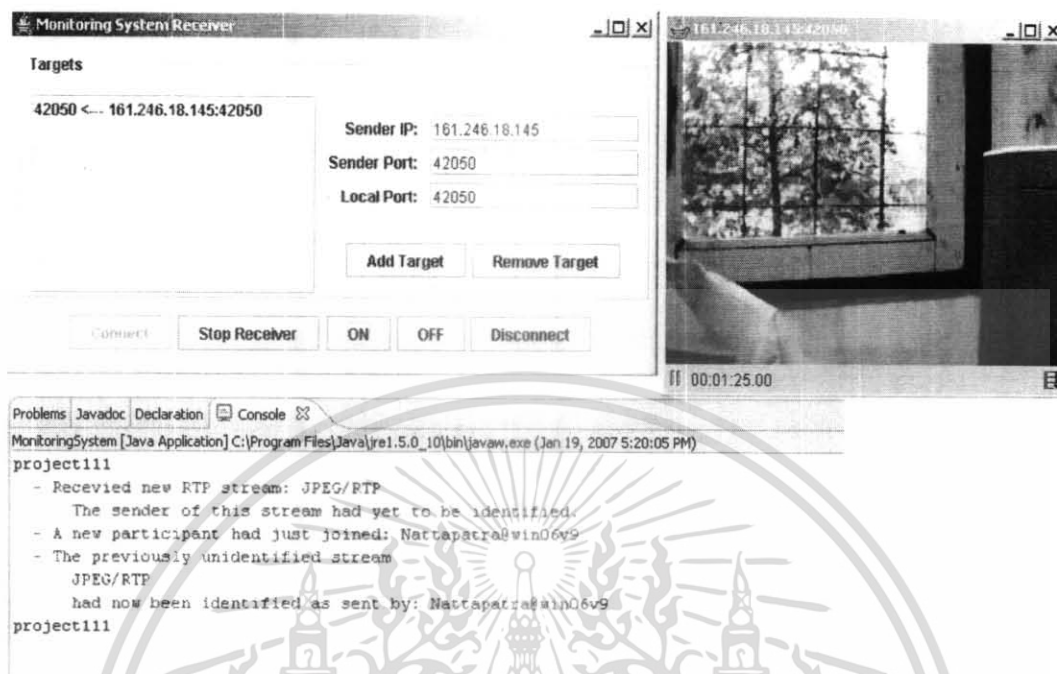 Monitoring System Receiver
Targets
42050 <--- 161.246.18.145:42050
Sender IP: 161.246.18.145
Sender Port: 42050
Local Port: 42050
Add Target Remove Target
Connect Stop Receiver ON OFF Disconnect
161.246.18.145:42050
00:01:25.00
Problems Javadoc Declaration Console
MonitoringSystem [Java Application] C:\Program Files\Java\jre1.5.0_10\bin\javaw.exe (Jan 19, 2007 5:20:05 PM)
project111
- Recevied new RTP stream: JPEG/RTP
The sender of this stream had yet to be identified.
- A new participant had just joined: Nattapatra@win06v9
- The previously unidentified stream
JPEG/RTP
had now been identified as sent by: Nattapatra@win06v9
project111